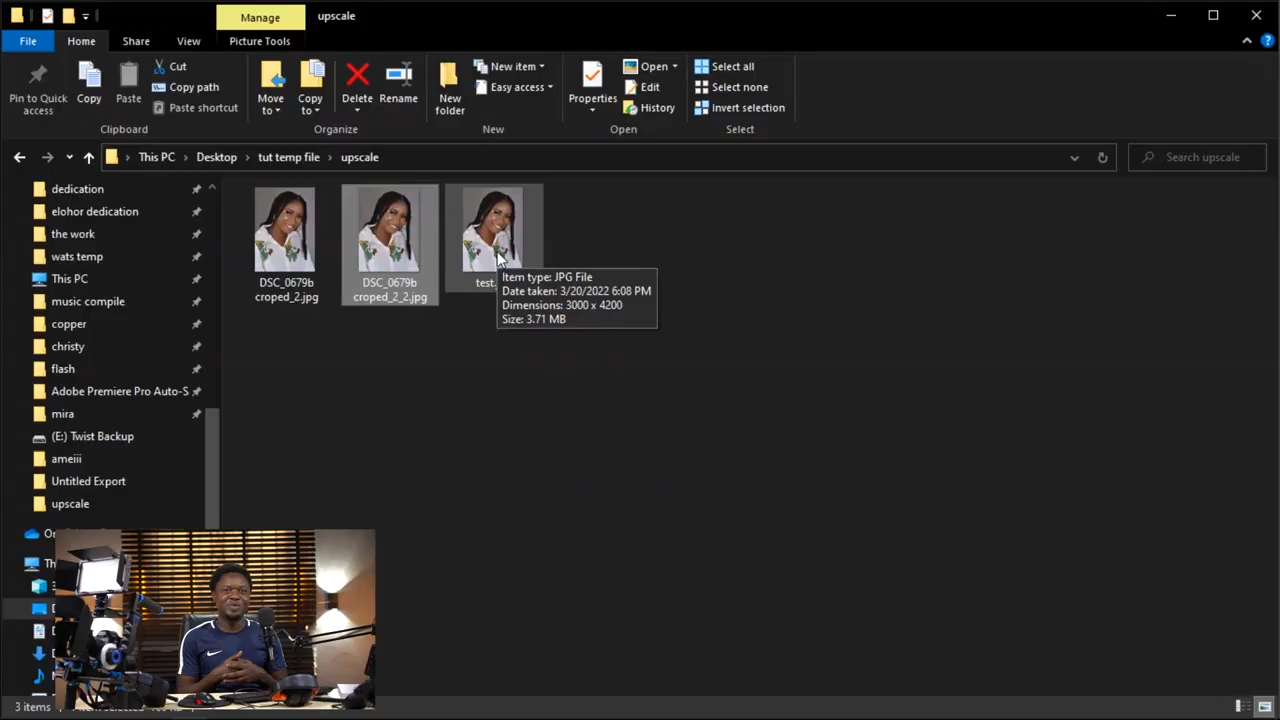 Manage
upscale
File
Home
Share
View
Picture Tools
Pin to Quick
access
Copy
Paste
Cut
Copy path
Paste shortcut
Clipboard
Move
to
Copy
to
Delete
Rename
Organize
New
folder
New item
Easy access
New
Properties
Open
Edit
History
Open
Select all
Select none
Invert selection
Select
This PC
Desktop
tut temp file
upscale
Search upscale
dedication
elohor dedication
the work
wats temp
This PC
music compile
copper
christy
flash
Adobe Premiere Pro Auto-S
mira
(E:) Twist Backup
ameiii
Untitled Export
upscale
DSC_0679b
croped_2.jpg
DSC_0679b
croped_2_2.jpg
test.
Item type: JPG File
Date taken: 3/20/2022 6:08 PM
Dimensions: 3000 x 4200
Size: 3.71 MB
3 items